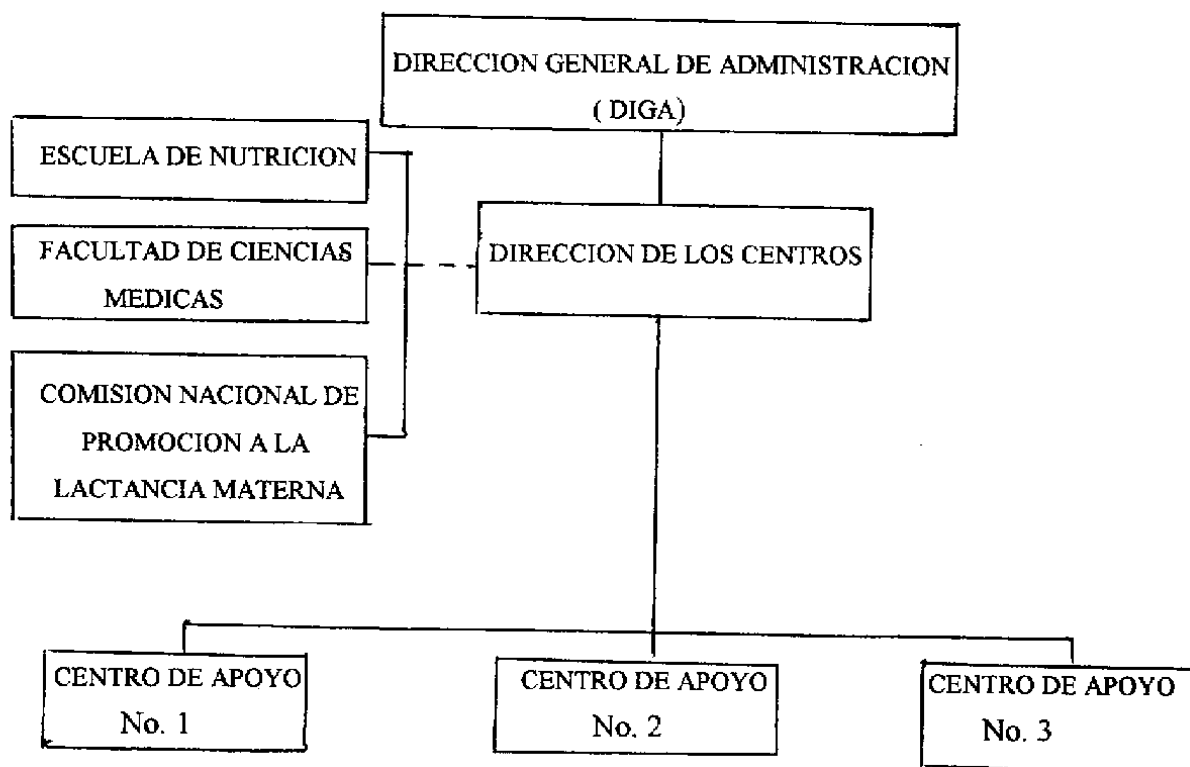 DIRECCION GENERAL DE ADMINISTRACION
( DIGA)
ESCUELA DE NUTRICION
FACULTAD DE CIENCIAS
MEDICAS
DIRECCION DE LOS CENTROS
COMISION NACIONAL DE
PROMOCION A LA
LACTANCIA MATERNA
CENTRO DE APOYO
No. 1
CENTRO DE APOYO
No. 2
CENTRO DE APOYO
No. 3